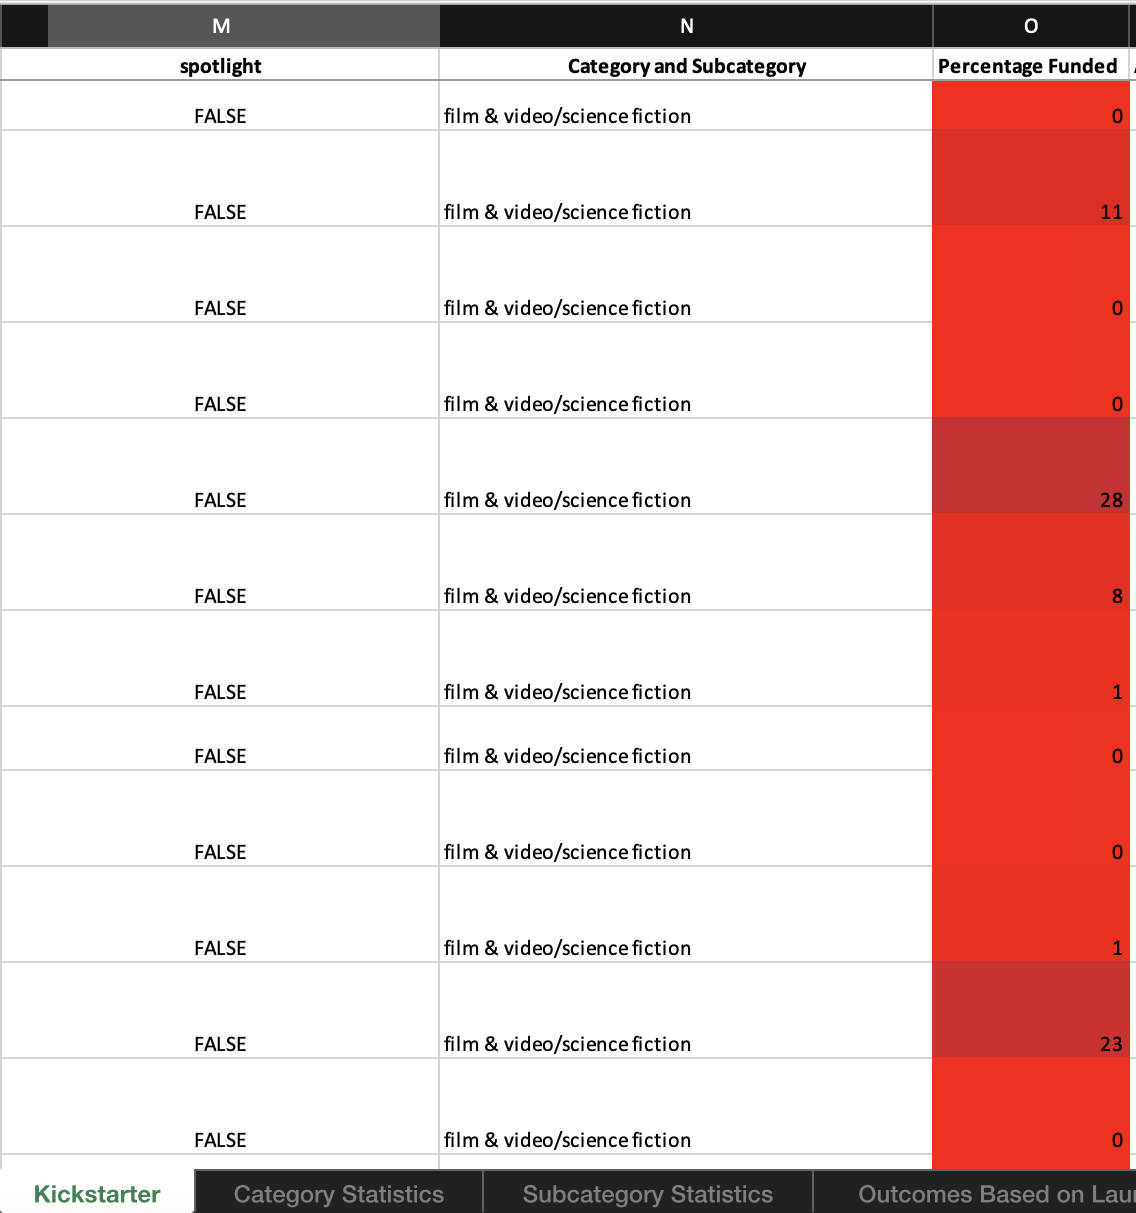 M N O
spotlight Category and Subcategory Percentage Funded
FALSE film & video/science fiction 0
FALSE film & video/science fiction 11
FALSE film & video/science fiction 0
FALSE film & video/science fiction 0
FALSE film & video/science fiction 28
FALSE film & video/science fiction 8
FALSE film & video/science fiction 1
FALSE film & video/science fiction 0
FALSE film & video/science fiction 0
FALSE film & video/science fiction 1
FALSE film & video/science fiction 23
FALSE film & video/science fiction 0
Kickstarter Category Statistics Subcategory Statistics Outcomes Based on